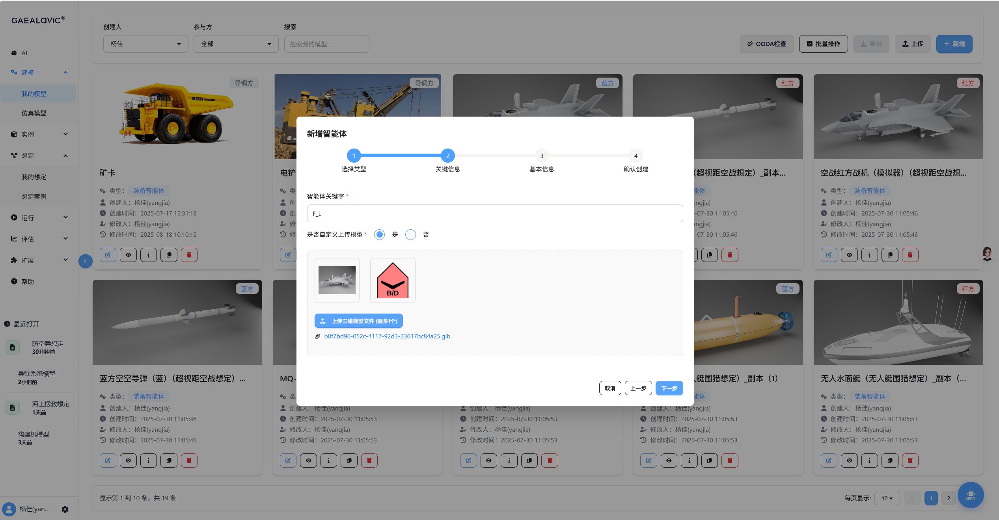 GAEALAVIC®
AI
建模
我的模型
仿真模型
实例
想定
我的想定
想定案例
运行
评估
扩展
帮助
最近打开
防空导想定
30分钟前
导弹系统模型
2小时前
海上搜救想定
1天前
构建机模型
3天前
杨佳(yan...
创建人
参与方
搜索
杨佳
全部
搜索我的模型...
OODA检查
批量操作
导出
上传
新增
导调方
930E KOMATSU
矿卡
类型：
装备智能体
创建人：杨佳(yangjia)
创建时间：2025-07-17 15:31:18
修改人：杨佳(yangjia)
修改时间：2025-08-18 10:10:15
导调方
电铲
类
创
创
修
修
蓝方
红方
（超视距空战想定）_副本...
能体
angjia)
-07-30 11:05:46
angjia)
-07-30 11:05:46
红方
空战红方战机（模拟器）（超视距空战想...
类型：
装备智能体
创建人：杨佳(yangjia)
创建时间：2025-07-30 11:05:46
修改人：杨佳(yangjia)
修改时间：2025-07-30 11:05:46
新增智能体
1
2
3
4
选择类型
关键信息
基本信息
确认创建
智能体关键字 *
F_L
是否自定义上传模型 *
是
否
B/D
上传三维模型文件 (最多1个)
b0f7bd96-052c-4117-92d3-23617bc84a25.glb
取消
上一步
下一步
蓝方
蓝方空空导弹（蓝）（超视距空战想定）...
类型：
装备智能体
创建人：杨佳(yangjia)
创建时间：2025-07-30 11:05:46
修改人：杨佳(yangjia)
修改时间：2025-07-30 11:05:46
MQ-
类
创建人：杨佳(yangjia)
创建时间：2025-07-30 11:05:53
修改人：杨佳(yangjia)
修改时间：2025-07-30 11:05:53
创建人：杨佳(yangjia)
创建时间：2025-07-30 11:05:53
修改人：杨佳(yangjia)
修改时间：2025-07-30 11:05:53
蓝方
人艇围猎想定）_副本（1）
能体
创建人：杨佳(yangjia)
创建时间：2025-07-30 11:05:53
修改人：杨佳(yangjia)
修改时间：2025-07-30 11:05:53
红方
无人水面艇（无人艇围猎想定）_副本（...
类型：
装备智能体
创建人：杨佳(yangjia)
创建时间：2025-07-30 11:05:53
修改人：杨佳(yangjia)
修改时间：2025-07-30 11:05:53
显示第 1 到 10 条，共 19 条
每页显示:
10
1
2
AI助手